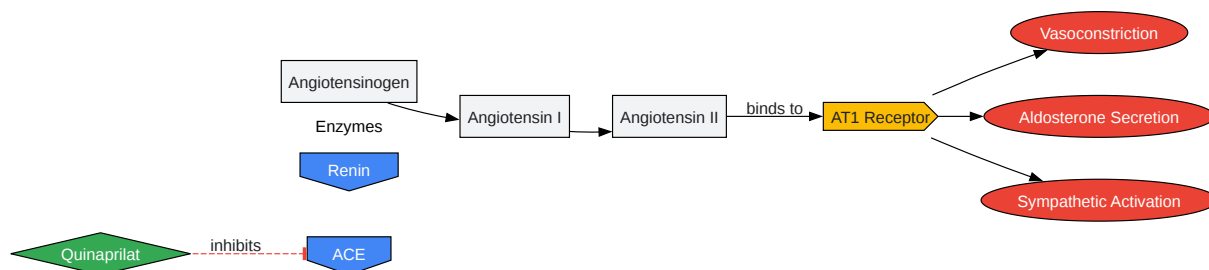 Vasoconstriction
Angiotensinogen
Angiotensin I
Angiotensin II
binds to
AT1 Receptor
Aldosterone Secretion
Enzymes
Renin
Sympathetic Activation
Quinaprilat
inhibits
ACE